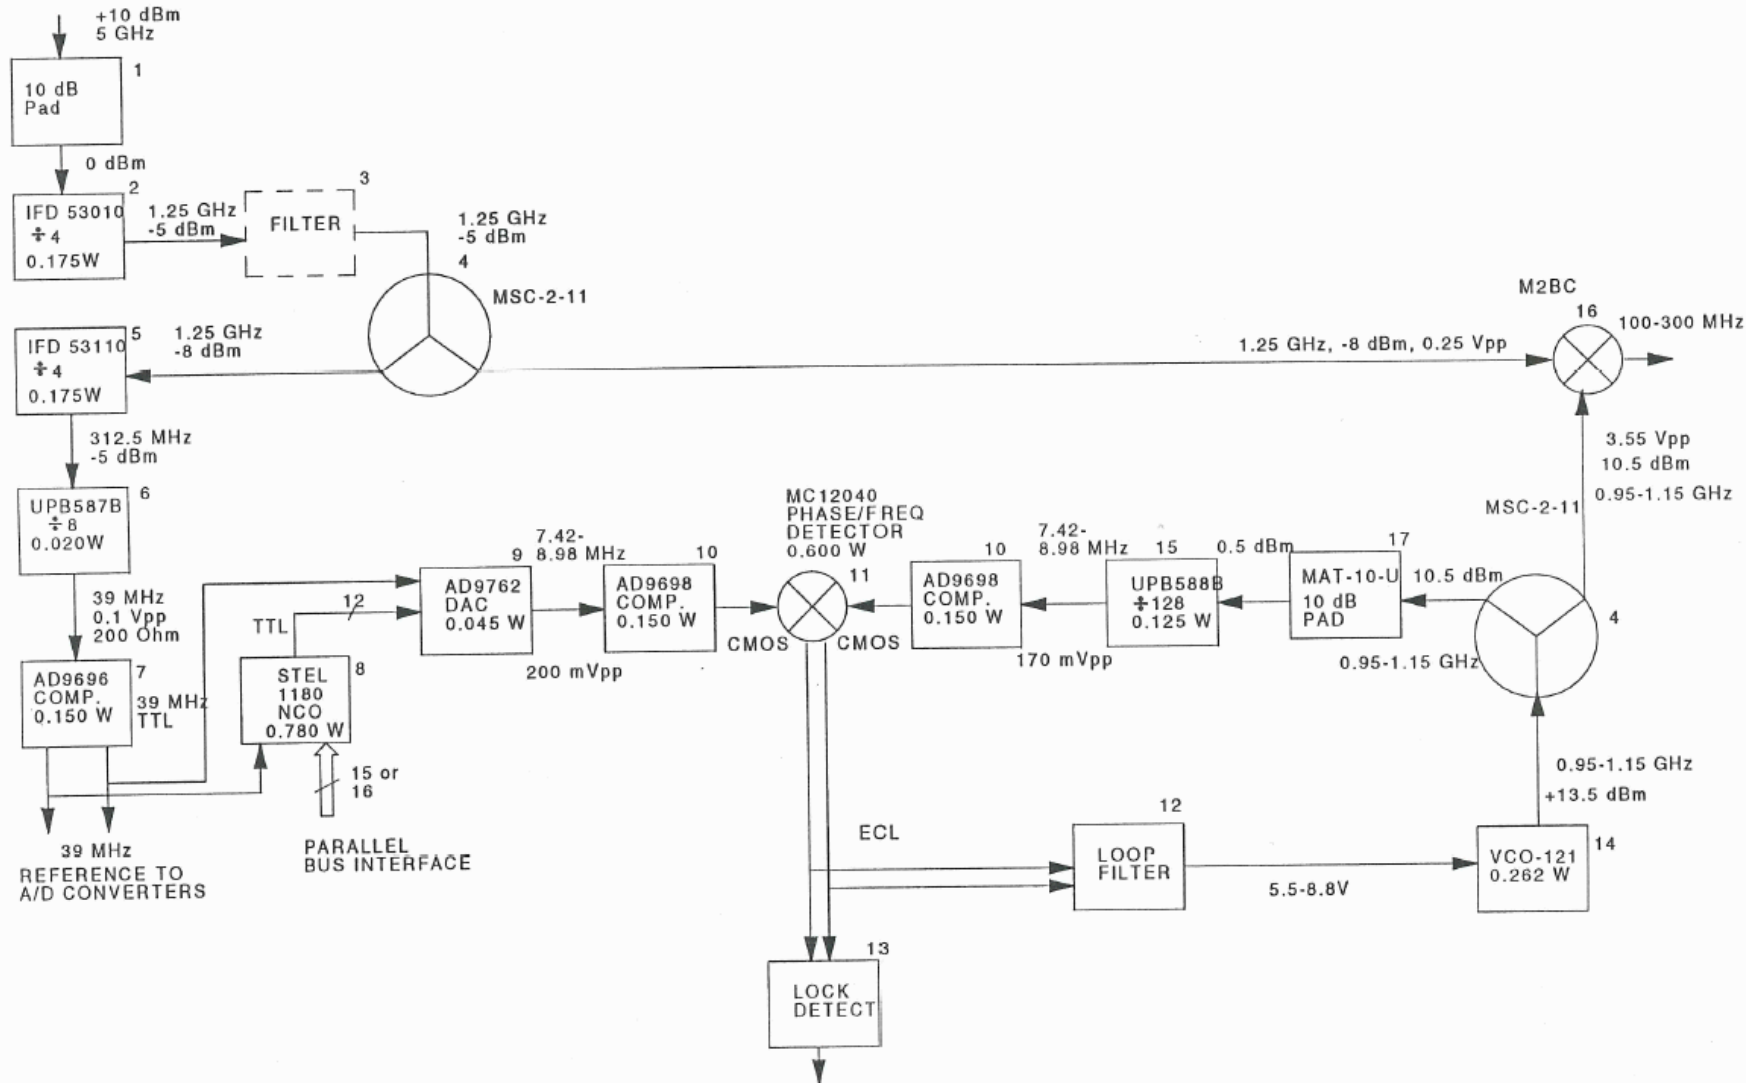 +10 dBm
5 GHz
1
10 dB
Pad
0 dBm
2
IFD 53010
÷4
0.175W
1.25 GHz
-5 dBm
3
FILTER
1.25 GHz
-5 dBm
4
MSC-2-11
5
IFD 53110
÷4
0.175W
1.25 GHz
-8 dBm
1.25 GHz, -8 dBm, 0.25 Vpp
M2BC
16
100-300 MHz
312.5 MHz
-5 dBm
6
UPB587B
÷8
0.020W
39 MHz
0.1 Vpp
200 Ohm
7
AD9696
COMP.
0.150 W
39 MHz
TTL
39 MHz
REFERENCE TO
A/D CONVERTERS
TTL
12
8
STEL
1180
NCO
0.780 W
15 or
16
PARALLEL
BUS INTERFACE
9
AD9762
DAC
0.045 W
7.42-
8.98 MHz
200 mVpp
10
AD9698
COMP.
0.150 W
CMOS
MC12040
PHASE/FREQ
DETECTOR
0.600 W
11
CMOS
10
AD9698
COMP.
0.150 W
7.42-
8.98 MHz
170 mVpp
15
UPB588B
÷128
0.125 W
0.5 dBm
17
MAT-10-U
10 dB
PAD
10.5 dBm
MSC-2-11
4
0.95-1.15 GHz
3.55 Vpp
10.5 dBm
0.95-1.15 GHz
0.95-1.15 GHz
+13.5 dBm
14
VCO-121
0.262 W
5.5-8.8V
12
LOOP
FILTER
ECL
13
LOCK
DETECT